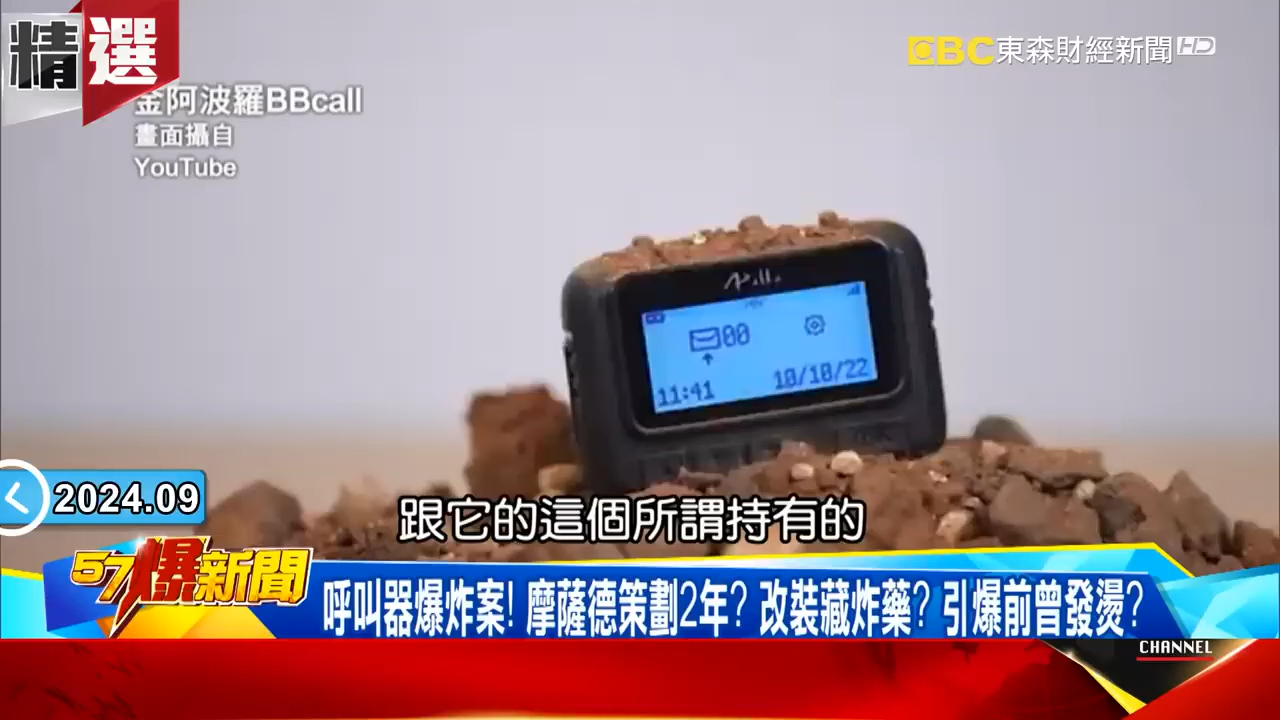 精選
EBC東森財經新聞HD
金阿波羅BBcall
畫面攝自
YouTube
00
11:41
10/10/22
2024.09
跟它的這個所謂持有的
57爆新聞
呼叫器爆炸案! 摩薩德策劃2年? 改裝藏炸藥? 引爆前曾發燙?
CHANNEL